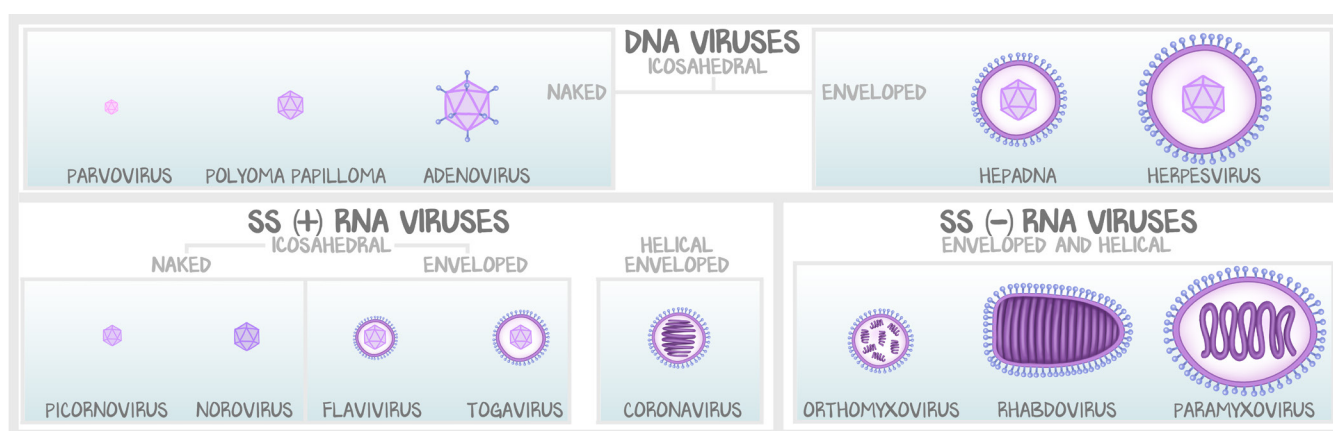 DNA VIRUSES
ICOSAHEDRAL
NAKED
ENVELOPED
PARVOVIRUS
POLYOMA PAPILLOMA
ADENOVIRUS
HEPADNA
HERPESVIRUS
SS (+) RNA VIRUSES
ICOSAHEDRAL
NAKED
ENVELOPED
HELICAL
ENVELOPED
PICORNOVIRUS
NOROVIRUS
FLAVIVIRUS
TOGAVIRUS
CORONAVIRUS
SS (-) RNA VIRUSES
ENVELOPED AND HELICAL
ORTHOMYXOVIRUS
RHABDOVIRUS
PARAMYXOVIRUS